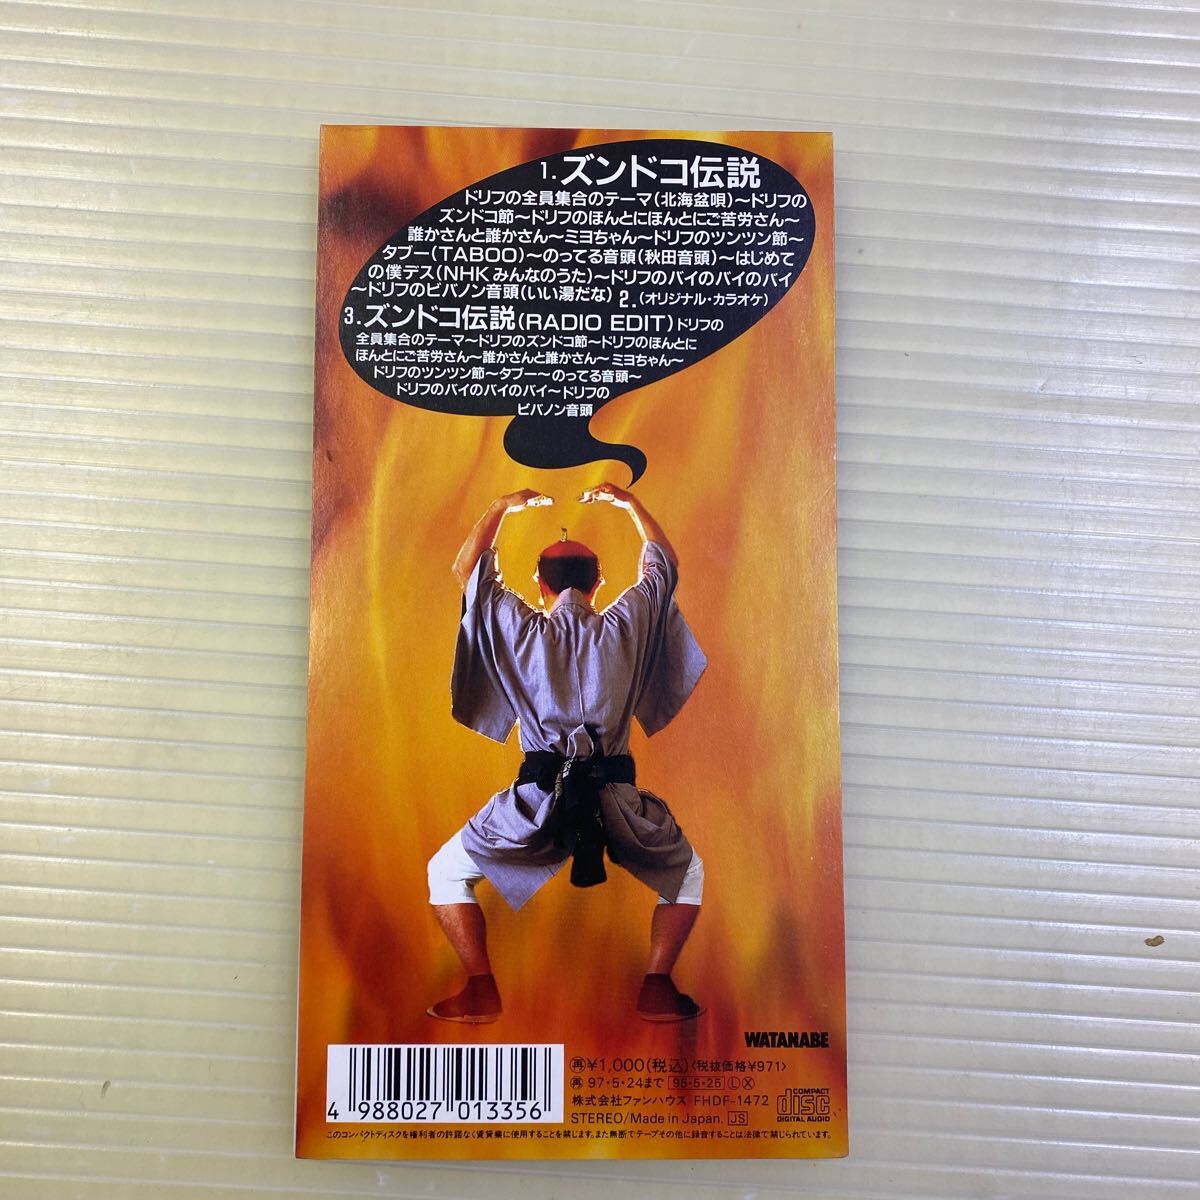 1.ズンドコ伝説
ドリフの全員集合のテーマ(北海盆唄)〜ドリフの
ズンドコ節〜ドリフのほんとにほんとにご苦労さん〜
誰かさんと誰かさん〜ミヨちゃん〜ドリフのツンツン節〜
タブー(TABOO)〜のってる音頭(秋田音頭)〜はじめて
の僕デス(NHKみんなのうた)〜ドリフのバイのバイのバイ
〜ドリフのビバノン音頭(いい湯だな) 2.(オリジナル・カラオケ)
3.ズンドコ伝説(RADIO EDIT)ドリフの
全員集合のテーマ〜ドリフのズンドコ節〜ドリフのほんとに
ほんとにご苦労さん〜誰かさんと誰かさん〜ミヨちゃん〜
ドリフのツンツン節〜タブー〜のってる音頭〜
ドリフのバイのバイのバイ〜ドリフの
ビバノン音頭
WATANABE
再¥1,000(税込)〈税抜価格¥971〉
再97・5・24まで 96・5・25 L X
株式会社ファンハウス FHDF-1472
STEREO/Made in Japan. JS
COMPACT
disc
DIGITAL AUDIO
4 988027 013356
このコンパクトディスクを権利者の許諾なく賃貸業に使用することを禁じます。また無断でテープその他に録音することは法律で禁じられています。